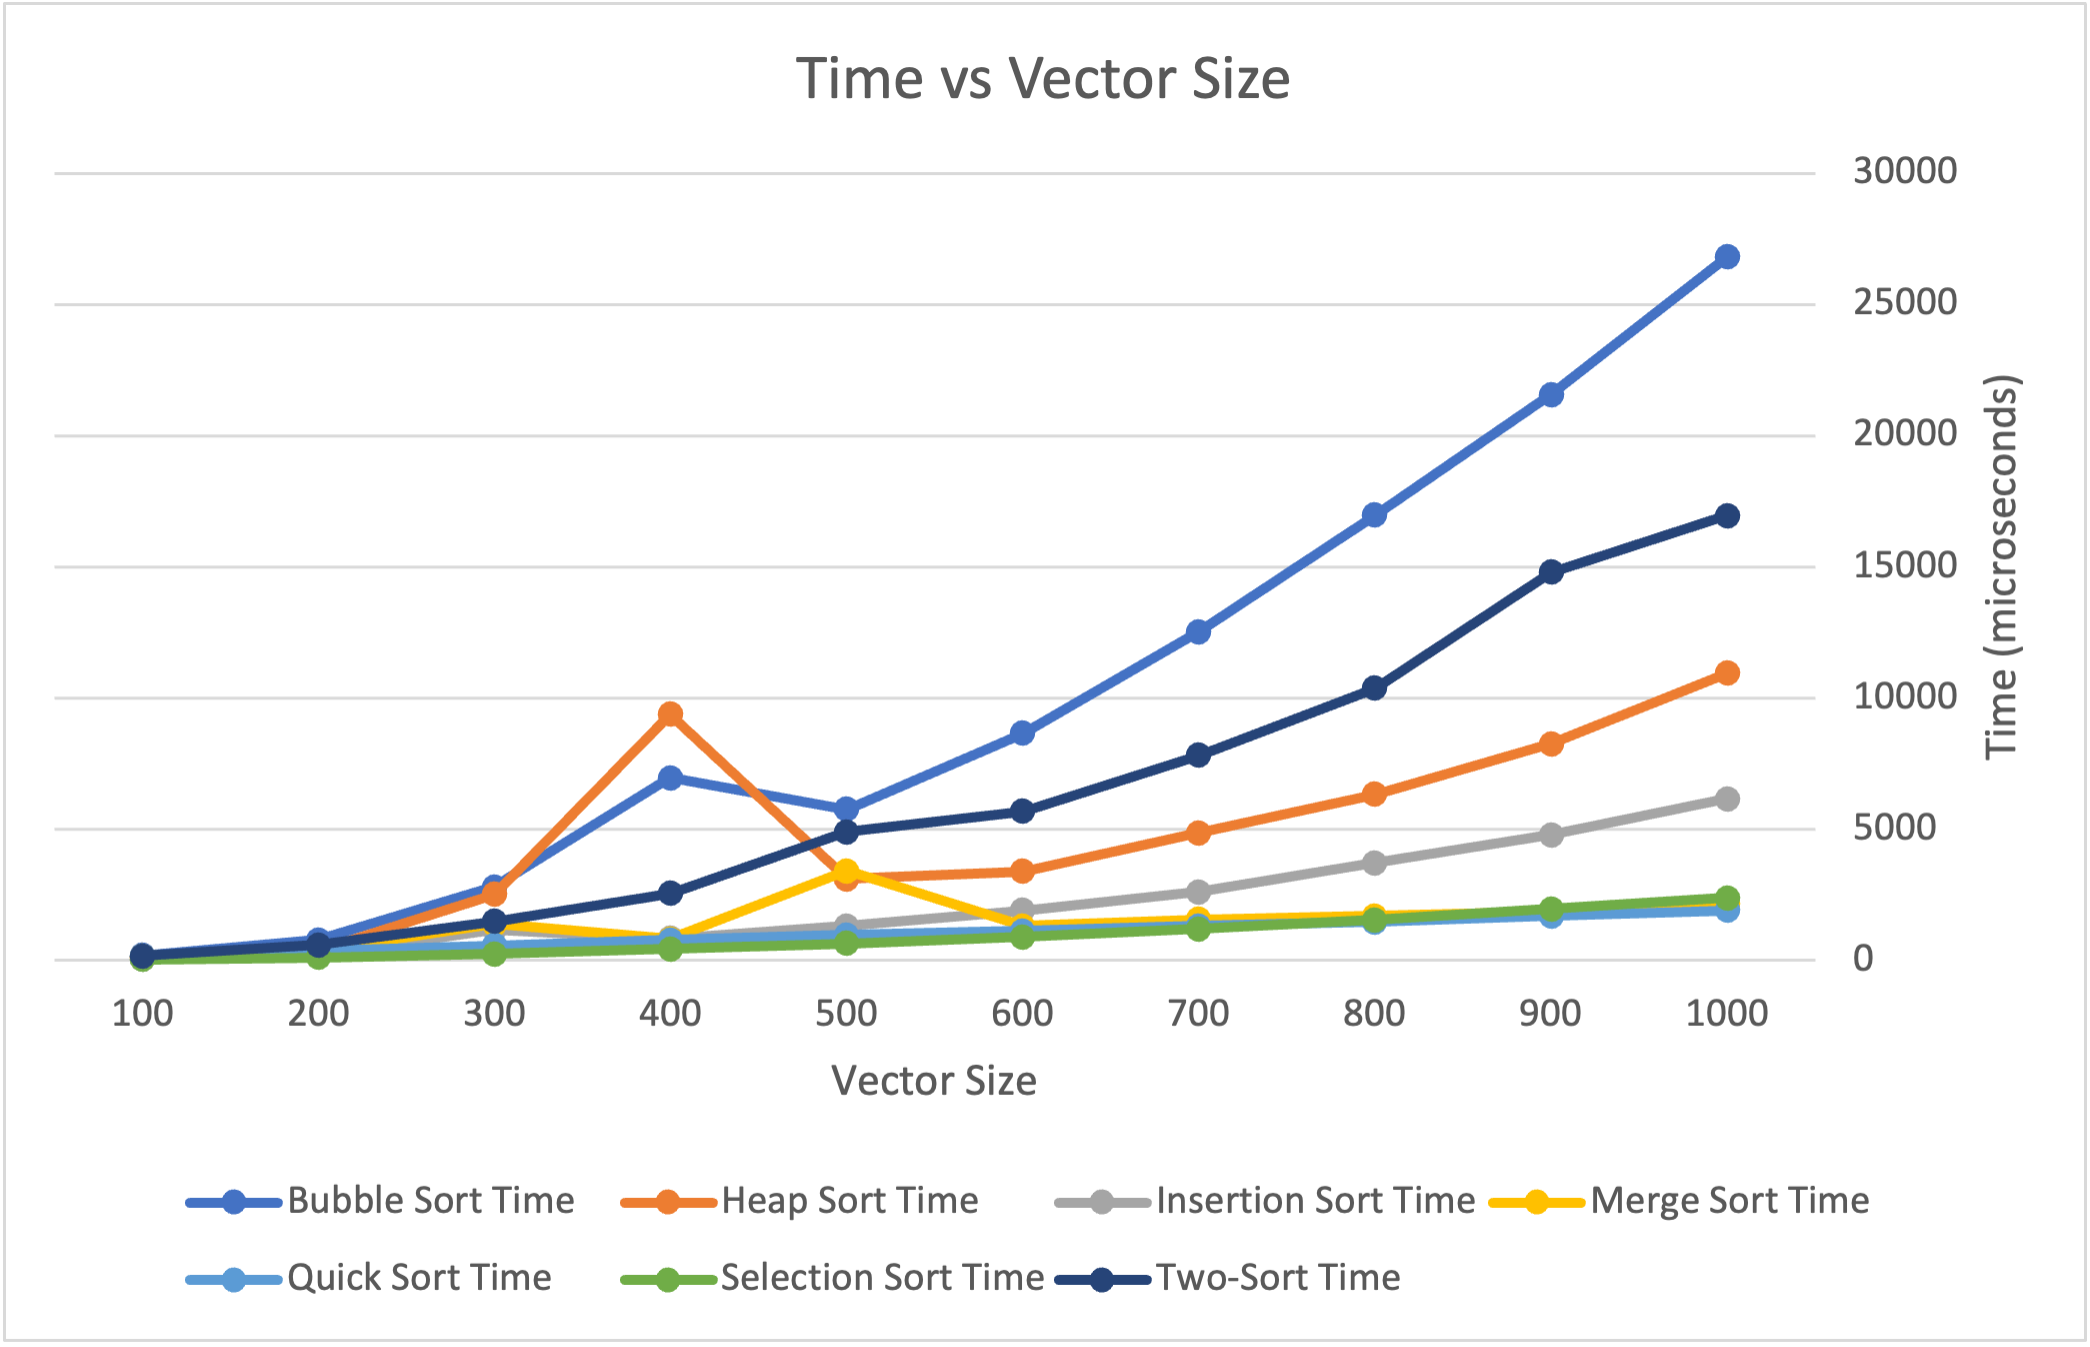 Time vs Vector Size
30000
25000
20000
15000
10000
5000
0
Time (microseconds)
100 200 300 400 500 600 700 800 900 1000
Vector Size
Bubble Sort Time Heap Sort Time Insertion Sort Time Merge Sort Time
Quick Sort Time Selection Sort Time Two-Sort Time